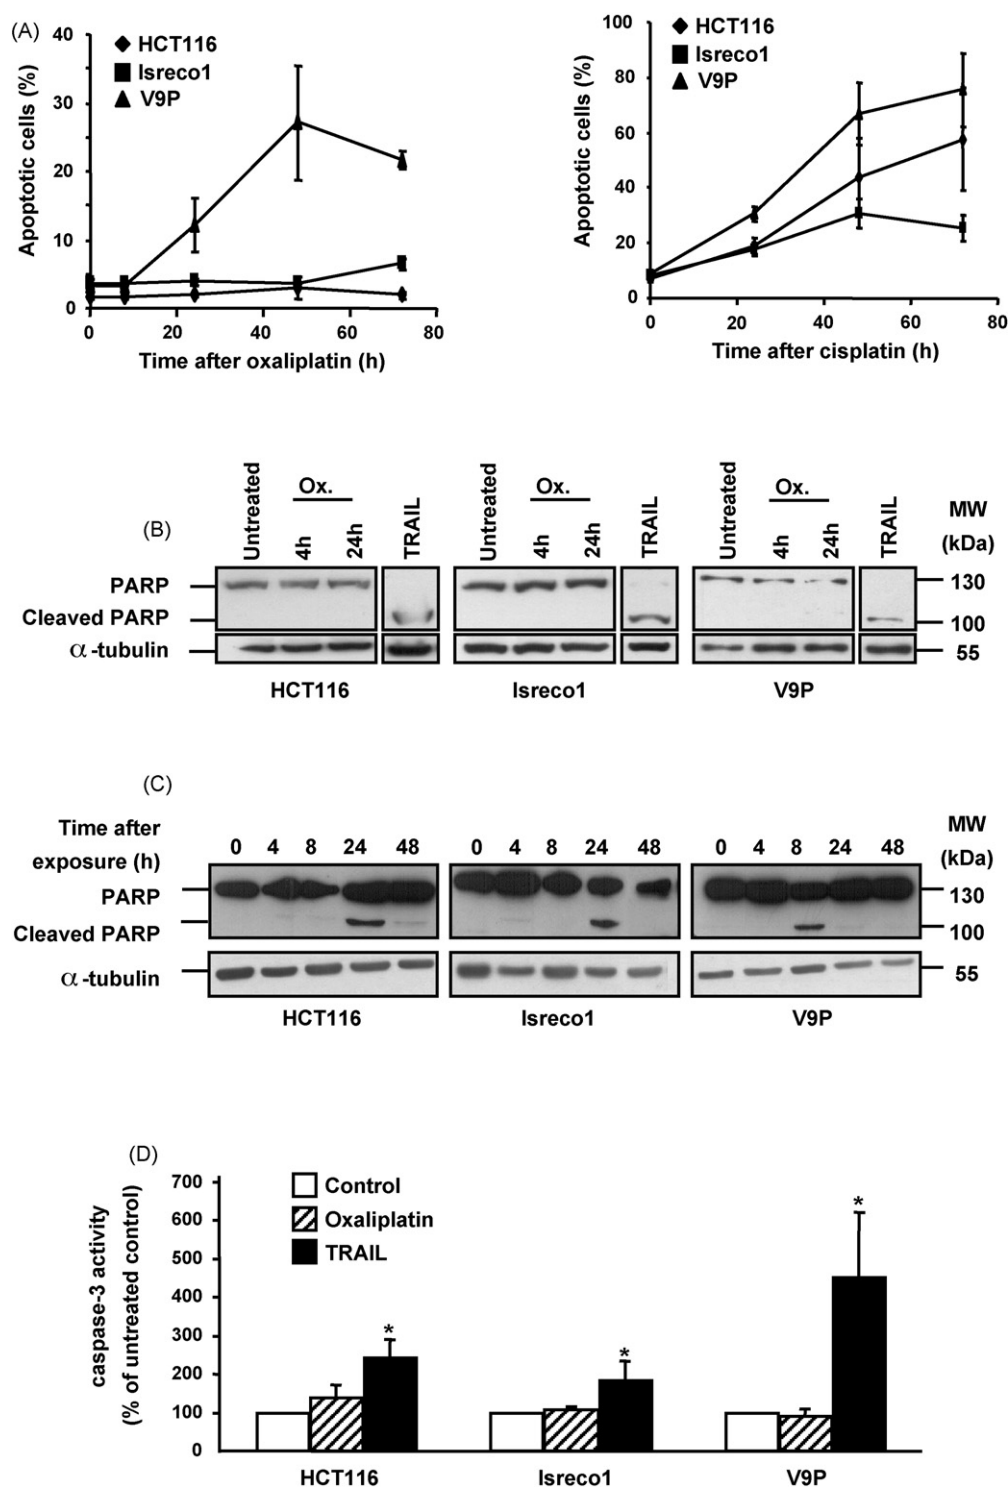 (A)
Apoptotic cells (%)
40
30
20
10
0
HCT116
Isreco1
V9P
0 20 40 60 80
Time after oxaliplatin (h)
Apoptotic cells (%)
100
80
60
40
20
0
HCT116
Isreco1
V9P
0 20 40 60 80
Time after cisplatin (h)
(B)
Untreated
Ox.
4h
24h
TRAIL
Untreated
Ox.
4h
24h
TRAIL
Untreated
Ox.
4h
24h
TRAIL
MW
(kDa)
PARP
130
Cleaved PARP
100
α-tubulin
55
HCT116 Isreco1 V9P
(C)
Time after
exposure (h)
0 4 8 24 48
0 4 8 24 48
0 4 8 24 48
MW
(kDa)
PARP
130
Cleaved PARP
100
α-tubulin
55
HCT116 Isreco1 V9P
(D)
caspase-3 activity
(% of untreated control)
700
600
500
400
300
200
100
0
Control
Oxaliplatin
TRAIL
*
*
*
HCT116 Isreco1 V9P